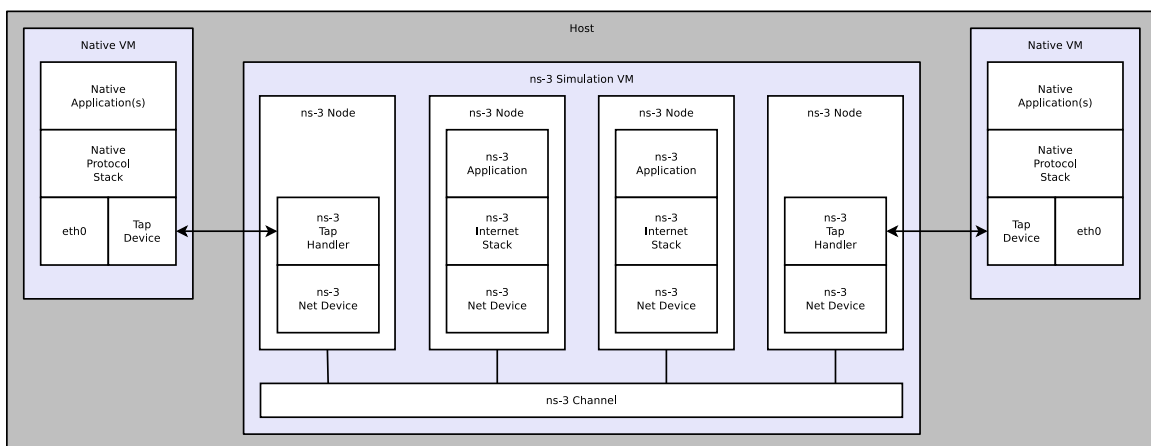 Host
Native VM
Native
Application(s)
Native
Protocol
Stack
eth0
Tap
Device
ns-3 Simulation VM
ns-3 Node
ns-3
Tap
Handler
ns-3
Net Device
ns-3 Node
ns-3
Application
ns-3
Internet
Stack
ns-3
Net Device
ns-3 Node
ns-3
Application
ns-3
Internet
Stack
ns-3
Net Device
ns-3 Node
ns-3
Tap
Handler
ns-3
Net Device
ns-3 Channel
Native VM
Native
Application(s)
Native
Protocol
Stack
Tap
Device
eth0